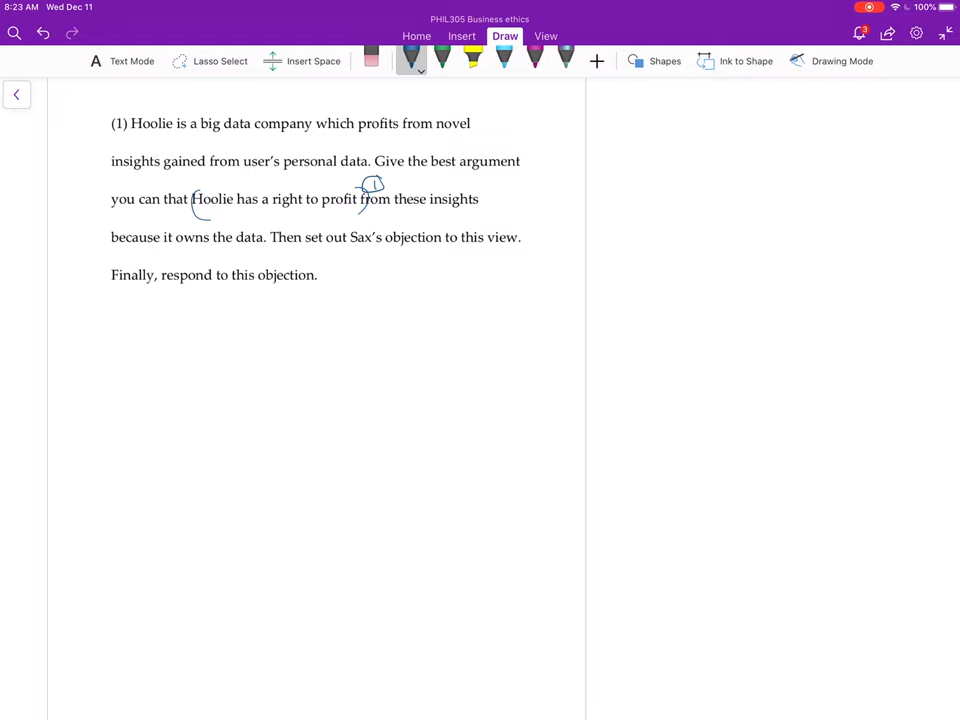 8:23 AM Wed Dec 11
100%
PHIL305 Business ethics
Home Insert Draw View
3
A Text Mode Lasso Select Insert Space Shapes Ink to Shape Drawing Mode
(1) Hoolie is a big data company which profits from novel
insights gained from user's personal data. Give the best argument
1
you can that (Hoolie has a right to profit) from these insights
because it owns the data. Then set out Sax's objection to this view.
Finally, respond to this objection.